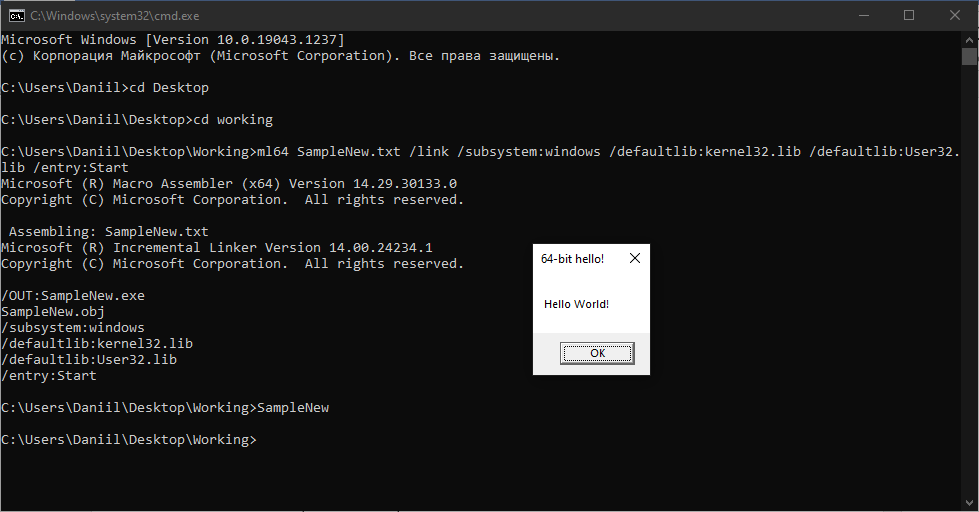 C:\Windows\system32\cmd.exe
Microsoft Windows [Version 10.0.19043.1237]
(c) Корпорация Майкрософт (Microsoft Corporation). Все права защищены.
C:\Users\Daniil>cd Desktop
C:\Users\Daniil\Desktop>cd working
C:\Users\Daniil\Desktop\Working>ml64 SampleNew.txt /link /subsystem:windows /defaultlib:kernel32.lib /defaultlib:User32.
lib /entry:Start
Microsoft (R) Macro Assembler (x64) Version 14.29.30133.0
Copyright (C) Microsoft Corporation.  All rights reserved.
Assembling: SampleNew.txt
Microsoft (R) Incremental Linker Version 14.00.24234.1
Copyright (C) Microsoft Corporation.  All rights reserved.
/OUT:SampleNew.exe
SampleNew.obj
/subsystem:windows
/defaultlib:kernel32.lib
/defaultlib:User32.lib
/entry:Start
C:\Users\Daniil\Desktop\Working>SampleNew
C:\Users\Daniil\Desktop\Working>
64-bit hello!
Hello World!
OK